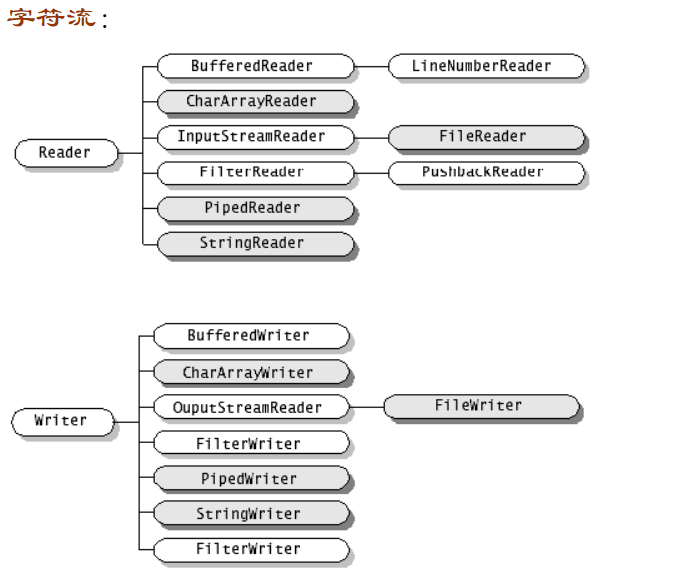 字符流：
BufferedReader LineNumberReader
CharArrayReader
InputStreamReader FileReader
Reader
FilterReader PushbackReader
PipedReader
StringReader
BufferedWriter
CharArrayWriter
OuputStreamReader FileWriter
Writer
FilterWriter
PipedWriter
StringWriter
FilterWriter